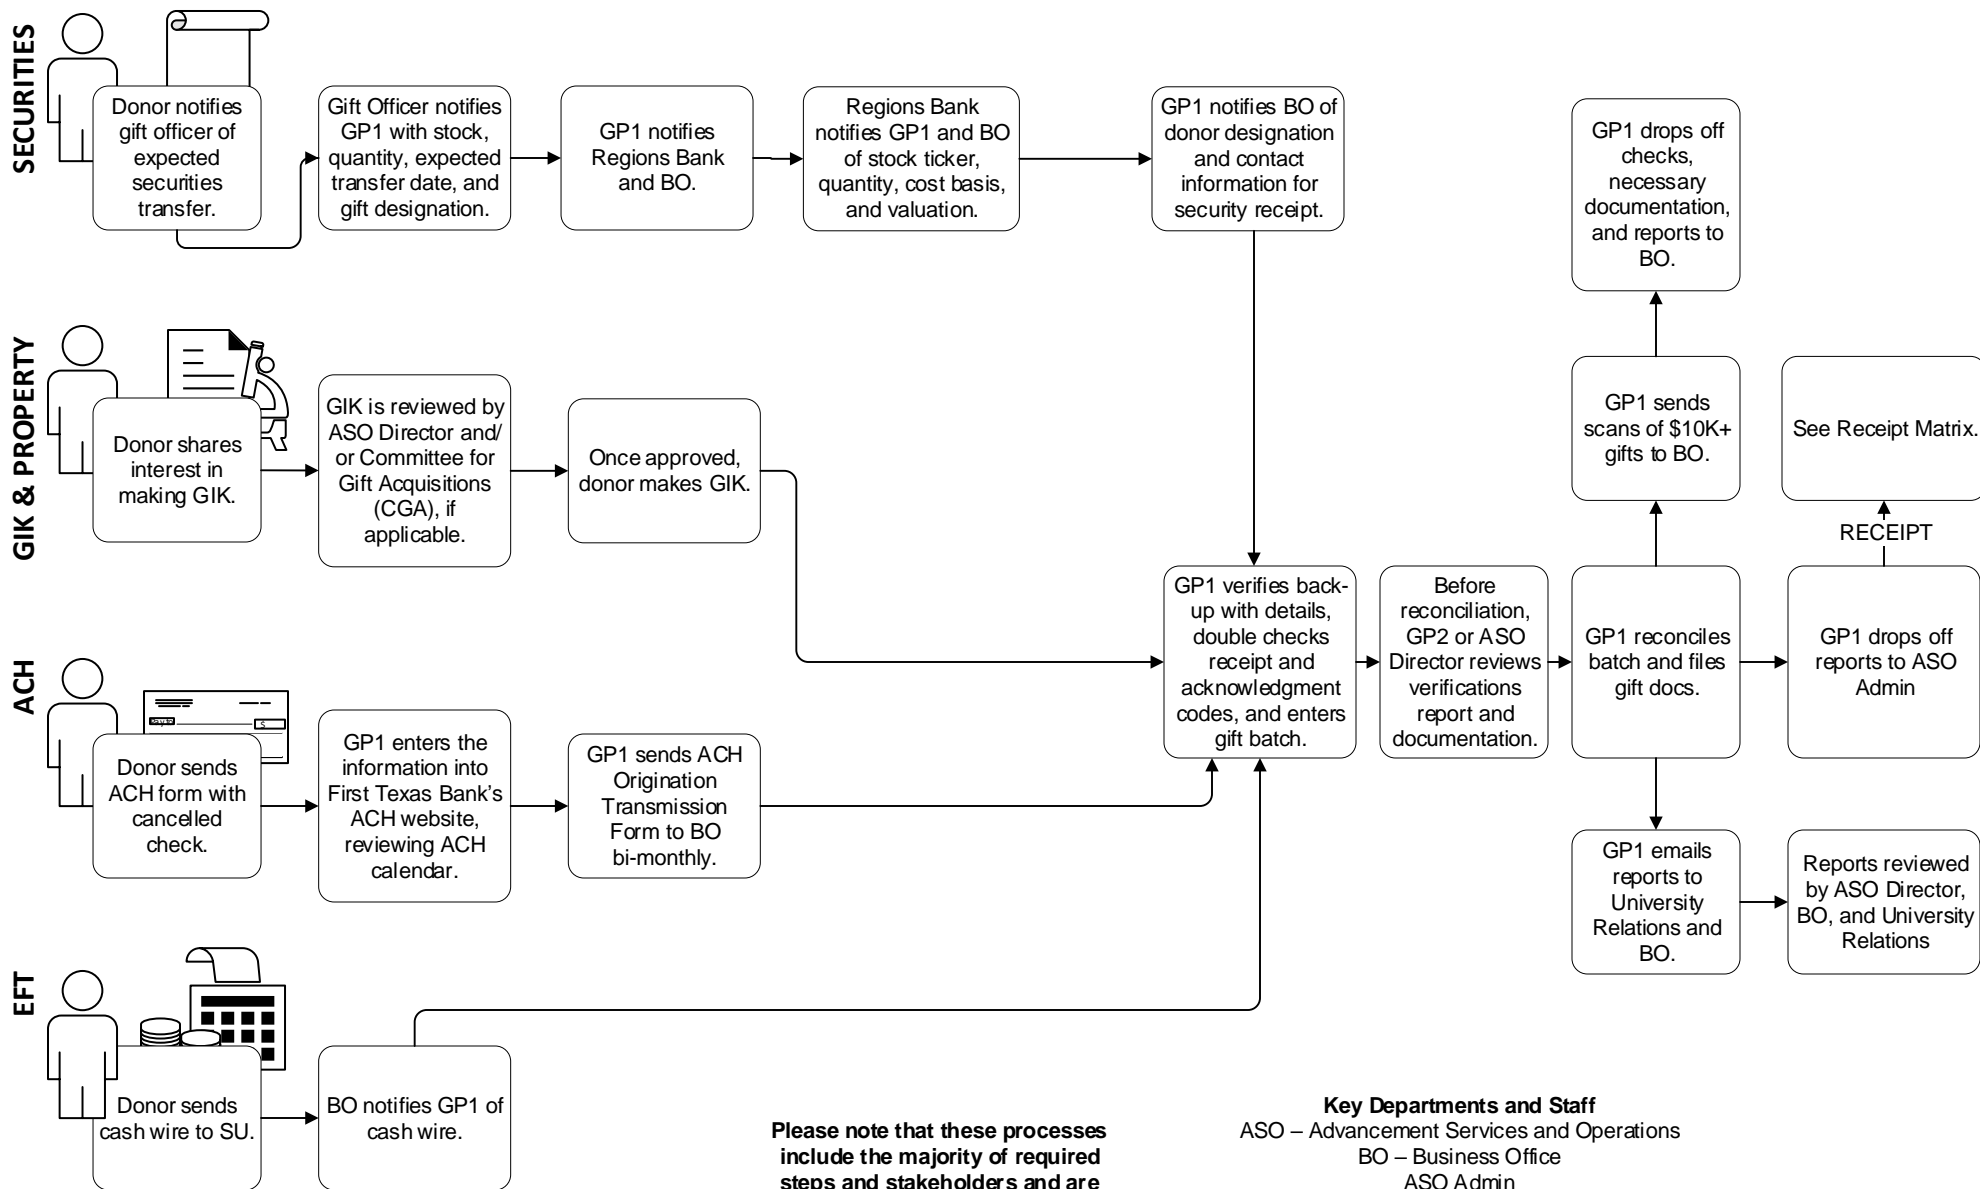 SECURITIES
Donor notifies
gift officer of
expected
securities
transfer.
Gift Officer notifies
GP1 with stock,
quantity, expected
transfer date, and
gift designation.
GP1 notifies
Regions Bank
and BO.
Regions Bank
notifies GP1 and BO
of stock ticker,
quantity, cost basis,
and valuation.
GP1 notifies BO of
donor designation
and contact
information for
security receipt.
GP1 drops off
checks,
necessary
documentation,
and reports to
BO.
GIK & PROPERTY
Donor shares
interest in
making GIK.
GIK is reviewed by
ASO Director and/
or Committee for
Gift Acquisitions
(CGA), if
applicable.
Once approved,
donor makes GIK.
GP1 sends
scans of $10K+
gifts to BO.
See Receipt Matrix.
RECEIPT
GP1 verifies back-
up with details,
double checks
receipt and
acknowledgment
codes, and enters
gift batch.
Before
reconciliation,
GP2 or ASO
Director reviews
verifications
report and
documentation.
GP1 reconciles
batch and files
gift docs.
GP1 drops off
reports to ASO
Admin
ACH
Pay to
$
Donor sends
ACH form with
cancelled
check.
GP1 enters the
information into
First Texas Bank’s
ACH website,
reviewing ACH
calendar.
GP1 sends ACH
Origination
Transmission
Form to BO
bi-monthly.
GP1 emails
reports to
University
Relations and
BO.
Reports reviewed
by ASO Director,
BO, and University
Relations
EFT
Donor sends
cash wire to SU.
BO notifies GP1 of
cash wire.
Please note that these processes
include the majority of required
steps and stakeholders and are
Key Departments and Staff
ASO – Advancement Services and Operations
BO – Business Office
ASO Admin